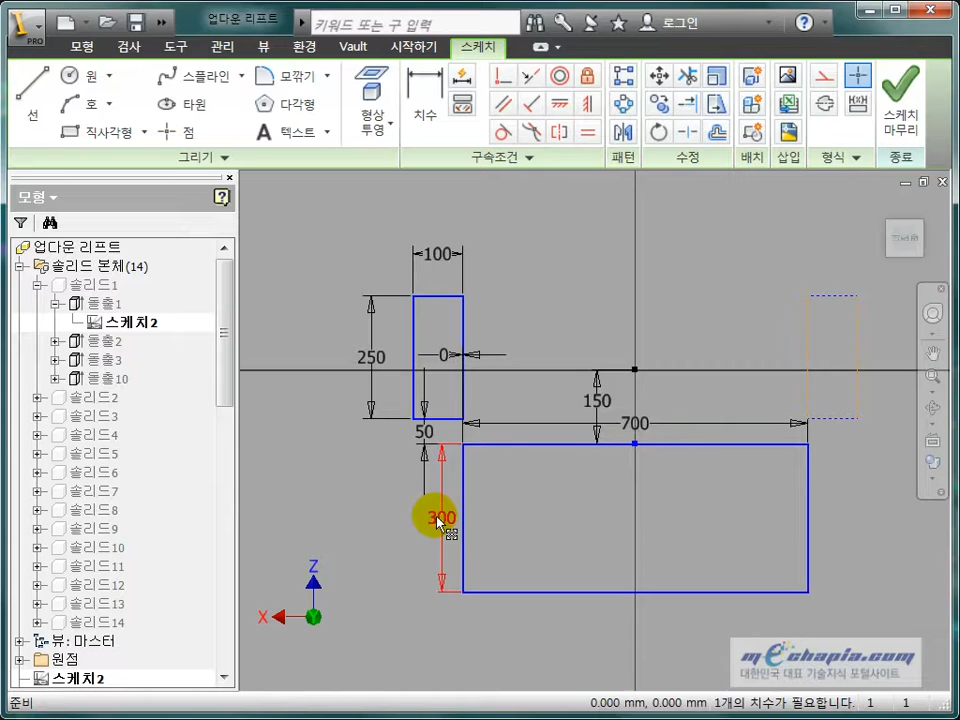 업다운 리프트
키워드 또는 구 입력
로그인
PRO
모형 검사 도구 관리 뷰 환경 Vault 시작하기 스케치
선
원
호
직사각형
스플라인
타원
점
모깎기
다각형
텍스트
형상
투영
치수
스케치
마무리
그리기 구속조건 패턴 수정 배치 삽입 형식 종료
모형
업다운 리프트
솔리드 본체(14)
솔리드1
돌출1
스케치2
돌출2
돌출3
돌출10
솔리드2
솔리드3
솔리드4
솔리드5
솔리드6
솔리드7
솔리드8
솔리드9
솔리드10
솔리드11
솔리드12
솔리드13
솔리드14
뷰: 마스터
원점
스케치2
100
250
0
50
150
700
300
Z
X
Y
mechapia.com
대한민국 대표 기술지식 포털사이트
준비
0.000 mm, 0.000 mm 1개의 치수가 필요합니다. 1 1